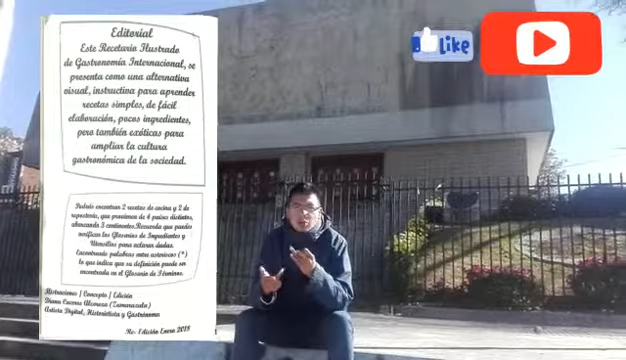 Editorial
Este Recetario Ilustrado
de Gastronomía Internacional, se
presenta como una alternativa
visual, instructiva para aprender
recetas simples, de fácil
elaboración, pocos ingredientes,
pero también exóticas para
ampliar la cultura
gastronómica de la sociedad.
Podrás encontrar 2 recetas de cocina y 2 de
repostería, que provienen de 4 países distintos,
abarcando 3 continentes. Recuerda que puedes
verificar los Glosarios de Ingredientes y
Utensilios para aclarar dudas.
Encontrando palabras entre asteriscos (*)
lo que indica que su definición puede ser
encontrada en el Glosario de Términos.
Ilustraciones / Concepto / Edición
Diana Cuevas
Artista Digital, Historietista y Gastrónoma
Re. Edición Enero 2018
Like